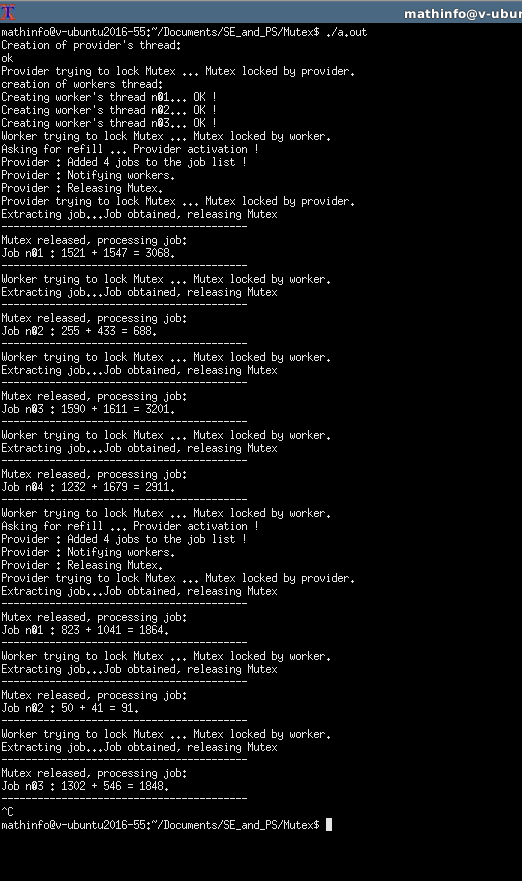 mathinfo@v-ubun
mathinfo@v-ubuntu2016-55:~/Documents/SE_and_PS/Mutex$ ./a.out
Creation of provider's thread:
ok
Provider trying to lock Mutex ... Mutex locked by provider.
creation of workers thread:
Creating worker's thread n�01... OK !
Creating worker's thread n�02... OK !
Creating worker's thread n�03... OK !
Worker trying to lock Mutex ... Mutex locked by worker.
Asking for refill ... Provider activation !
Provider : Added 4 jobs to the job list !
Provider : Notifying workers.
Provider : Releasing Mutex.
Provider trying to lock Mutex ... Mutex locked by provider.
Extracting job...Job obtained, releasing Mutex
--------------------------------------
Mutex released, processing job:
Job n�01 : 1521 + 1547 = 3068.
--------------------------------------
Worker trying to lock Mutex ... Mutex locked by worker.
Extracting job...Job obtained, releasing Mutex
--------------------------------------
Mutex released, processing job:
Job n�02 : 255 + 433 = 688.
--------------------------------------
Worker trying to lock Mutex ... Mutex locked by worker.
Extracting job...Job obtained, releasing Mutex
--------------------------------------
Mutex released, processing job:
Job n�03 : 1590 + 1611 = 3201.
--------------------------------------
Worker trying to lock Mutex ... Mutex locked by worker.
Extracting job...Job obtained, releasing Mutex
--------------------------------------
Mutex released, processing job:
Job n�04 : 1232 + 1679 = 2911.
--------------------------------------
Worker trying to lock Mutex ... Mutex locked by worker.
Asking for refill ... Provider activation !
Provider : Added 4 jobs to the job list !
Provider : Notifying workers.
Provider : Releasing Mutex.
Provider trying to lock Mutex ... Mutex locked by provider.
Extracting job...Job obtained, releasing Mutex
--------------------------------------
Mutex released, processing job:
Job n�01 : 823 + 1041 = 1864.
--------------------------------------
Worker trying to lock Mutex ... Mutex locked by worker.
Extracting job...Job obtained, releasing Mutex
--------------------------------------
Mutex released, processing job:
Job n�02 : 50 + 41 = 91.
--------------------------------------
Worker trying to lock Mutex ... Mutex locked by worker.
Extracting job...Job obtained, releasing Mutex
--------------------------------------
Mutex released, processing job:
Job n�03 : 1302 + 546 = 1848.
--------------------------------------
^C
mathinfo@v-ubuntu2016-55:~/Documents/SE_and_PS/Mutex$